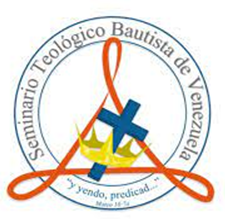 Seminario Teológico Bautista de Venezuela
"y yendo, predicad..."